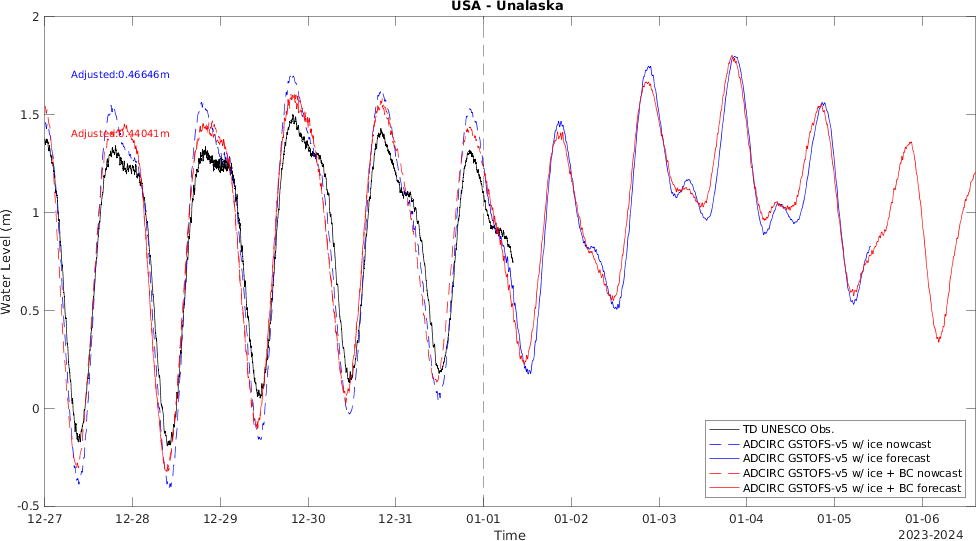 USA - Unalaska
Adjusted:0.46646m
Adjusted:0.44041m
Water Level (m)
2
1.5
1
0.5
0
-0.5
12-27
12-28
12-29
12-30
12-31
01-01
01-02
01-03
01-04
01-05
01-06
Time
2023-2024
TD UNESCO Obs.
ADCIRC GSTOFS-v5 w/ ice nowcast
ADCIRC GSTOFS-v5 w/ ice forecast
ADCIRC GSTOFS-v5 w/ ice + BC nowcast
ADCIRC GSTOFS-v5 w/ ice + BC forecast